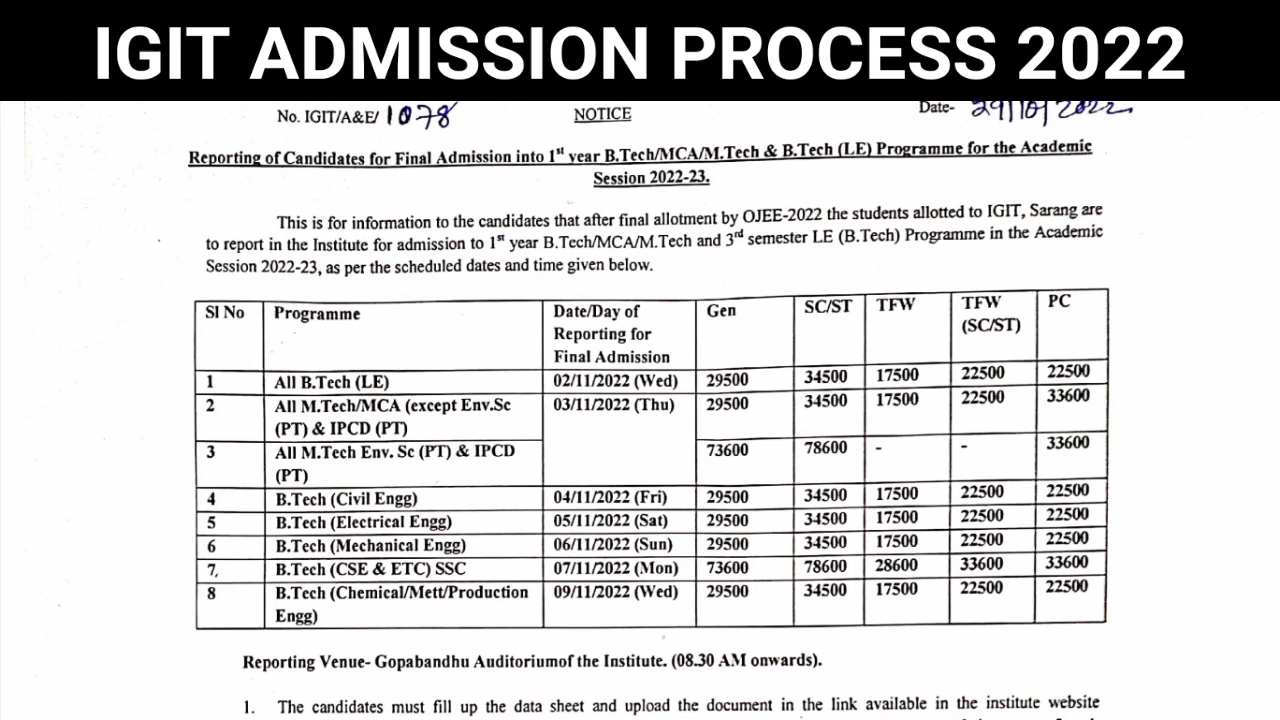 IGIT ADMISSION PROCESS 2022
No. IGIT/A&E/ 1078 NOTICE Date- 29/10/2022
Reporting of Candidates for Final Admission into 1st year B.Tech/MCA/M.Tech & B.Tech (LE) Programme for the Academic
Session 2022-23.
This is for information to the candidates that after final allotment by OJEE-2022 the students allotted to IGIT, Sarang are
to report in the Institute for admission to 1st year B.Tech/MCA/M.Tech and 3rd semester LE (B.Tech) Programme in the Academic
Session 2022-23, as per the scheduled dates and time given below.
Sl No Programme Date/Day of Gen SC/ST TFW TFW PC
Reporting for (SC/ST)
Final Admission
1 All B.Tech (LE) 02/11/2022 (Wed) 29500 34500 17500 22500 22500
2 All M.Tech/MCA (except Env.Sc 03/11/2022 (Thu) 29500 34500 17500 22500 33600
(PT) & IPCD (PT)
3 All M.Tech Env. Sc (PT) & IPCD 73600 78600 - - 33600
(PT)
4 B.Tech (Civil Engg) 04/11/2022 (Fri) 29500 34500 17500 22500 22500
5 B.Tech (Electrical Engg) 05/11/2022 (Sat) 29500 34500 17500 22500 22500
6 B.Tech (Mechanical Engg) 06/11/2022 (Sun) 29500 34500 17500 22500 22500
7, B.Tech (CSE & ETC) SSC 07/11/2022 (Mon) 73600 78600 28600 33600 33600
8 B.Tech (Chemical/Mett/Production 09/11/2022 (Wed) 29500 34500 17500 22500 22500
Engg)
Reporting Venue- Gopabandhu Auditoriumof the Institute. (08.30 AM onwards).
1. The candidates must fill up the data sheet and upload the document in the link available in the institute website